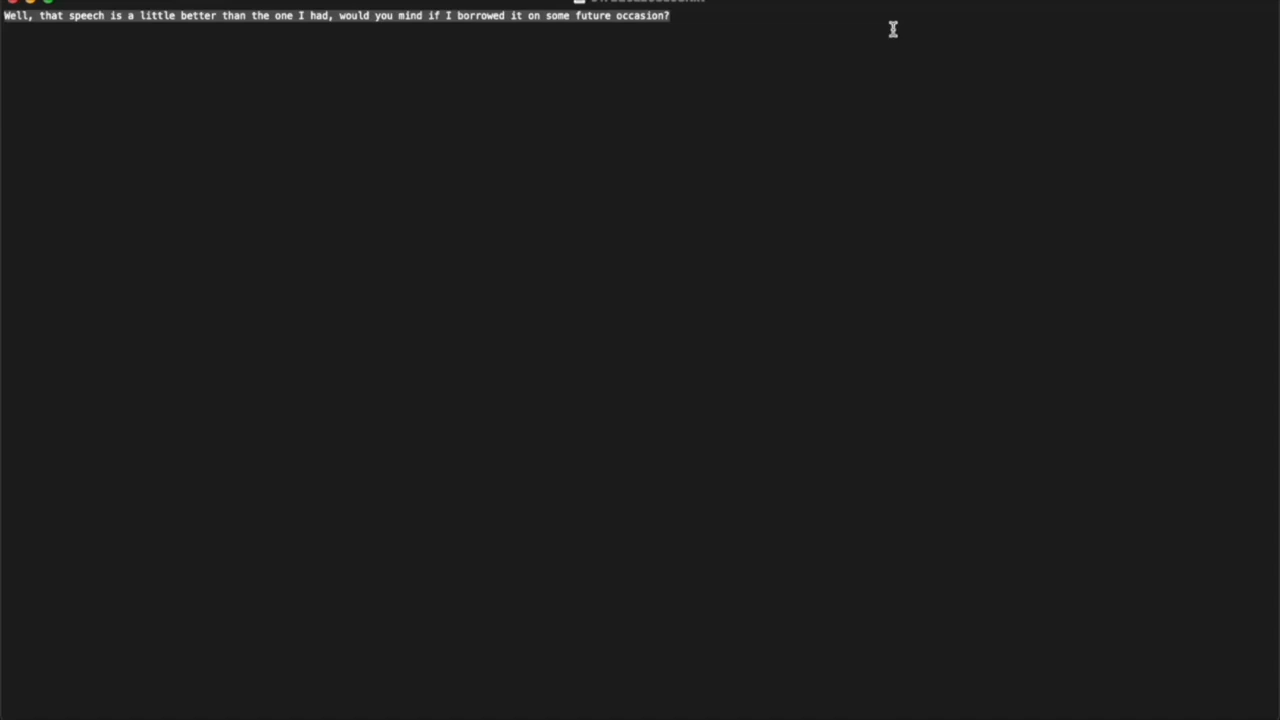 Well, that speech is a little better than the one I had, would you mind if I borrowed it on some future occasion?